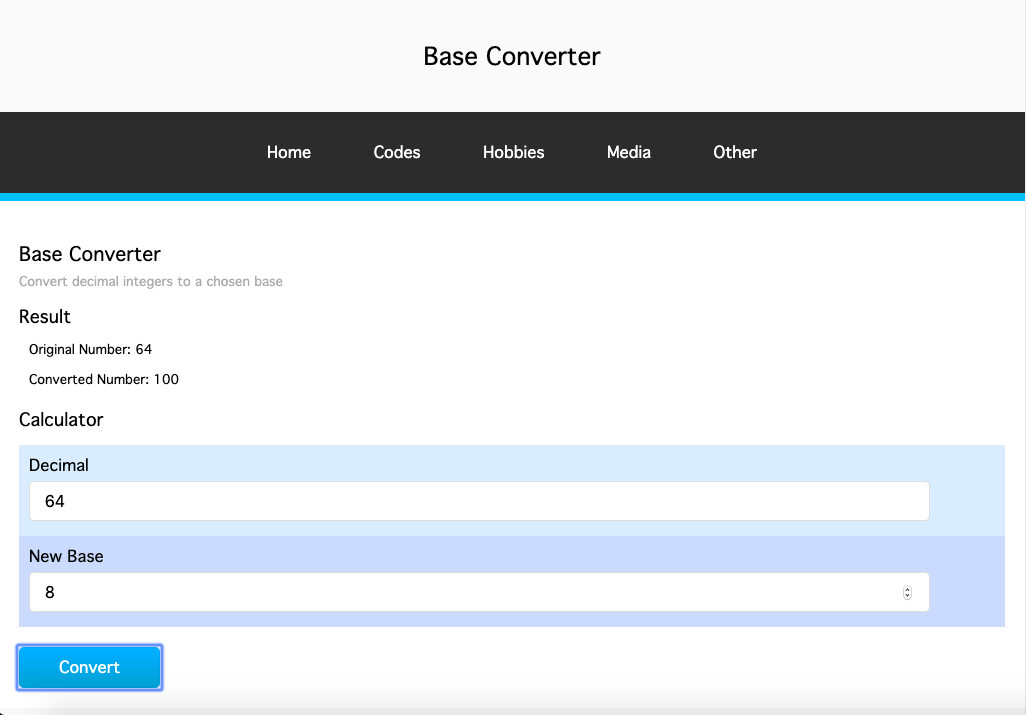 Base Converter
Home Codes Hobbies Media Other
Base Converter
Convert decimal integers to a chosen base
Result
Original Number: 64
Converted Number: 100
Calculator
Decimal
64
New Base
8
Convert